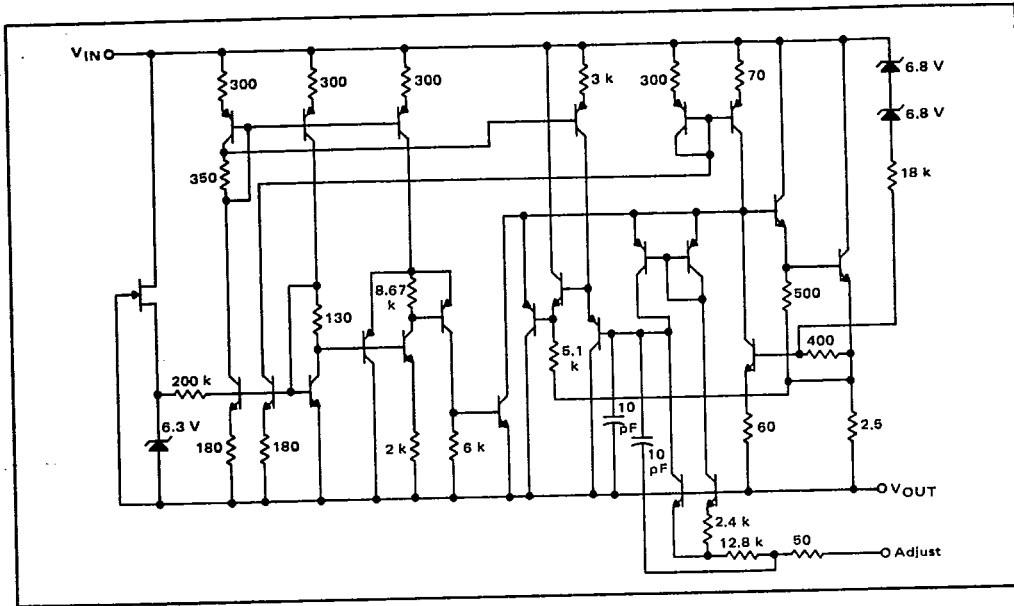 VIN
300
300
300
3 k
300
70
6.8 V
6.8 V
350
18 k
8.67
k
500
130
400
5.1
k
200 k
10
pF
10
pF
6.3 V
180
180
2 k
6 k
60
2.5
VOUT
2.4 k
12.8 k
50
Adjust